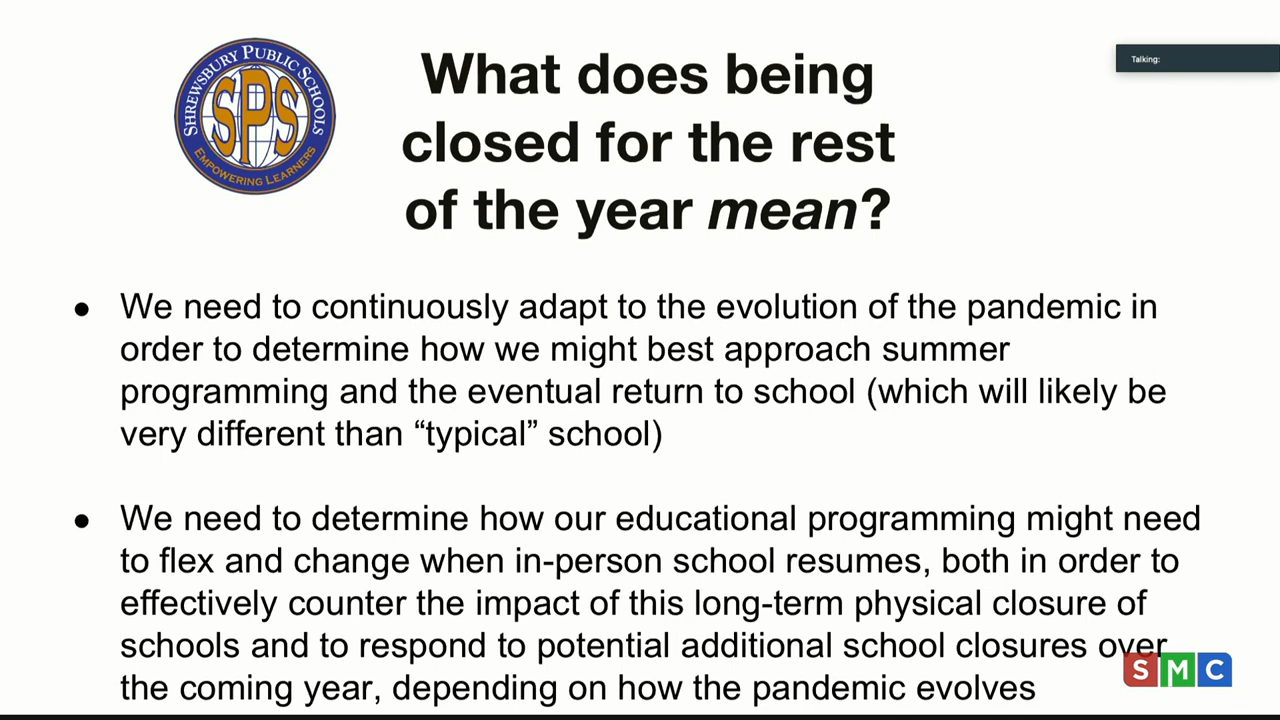 SHREWSBURY PUBLIC SCHOOLS
SPS
EMPOWERING LEARNERS
What does being
closed for the rest
of the year mean?
Talking:
● We need to continuously adapt to the evolution of the pandemic in
order to determine how we might best approach summer
programming and the eventual return to school (which will likely be
very different than “typical” school)
● We need to determine how our educational programming might need
to flex and change when in-person school resumes, both in order to
effectively counter the impact of this long-term physical closure of
schools and to respond to potential additional school closures over
the coming year, depending on how the pandemic evolves
SMC